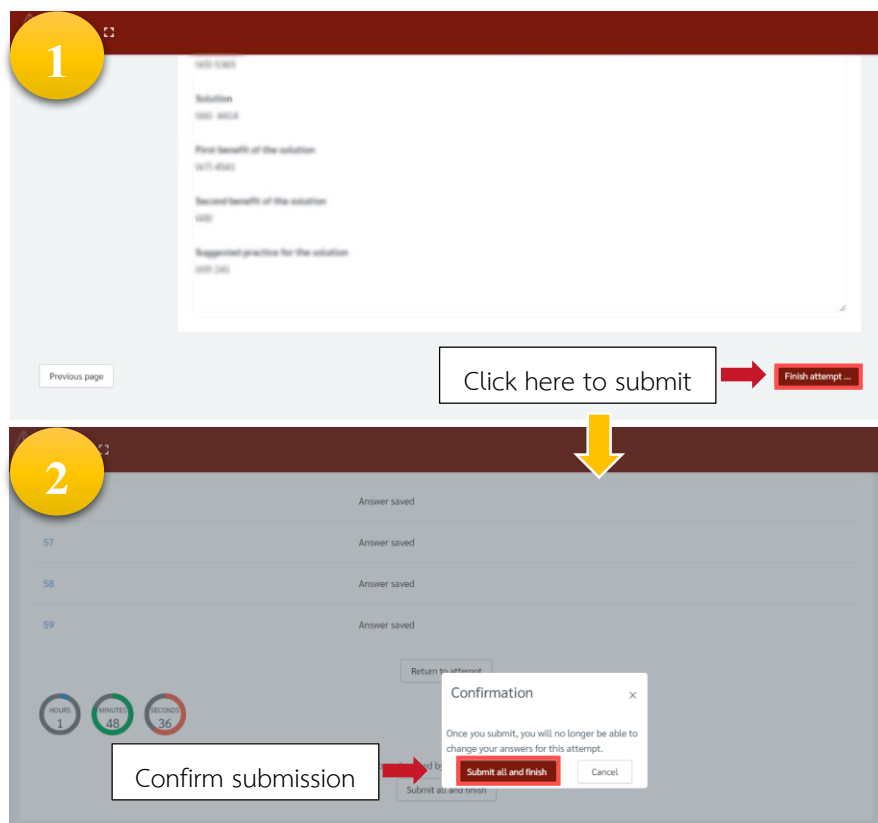 1
Solution
First benefit of the solution
Second benefit of the solution
Suggested practice for the solution
Previous page
Click here to submit
Finish attempt ...
2
Answer saved
57
Answer saved
58
Answer saved
59
Answer saved
Return to attempt
Confirmation
×
HOURS
1
MINUTES
48
SECONDS
36
Once you submit, you will no longer be able to
change your answers for this attempt.
Confirm submission
Submit all and finish
Cancel
Submit all and finish